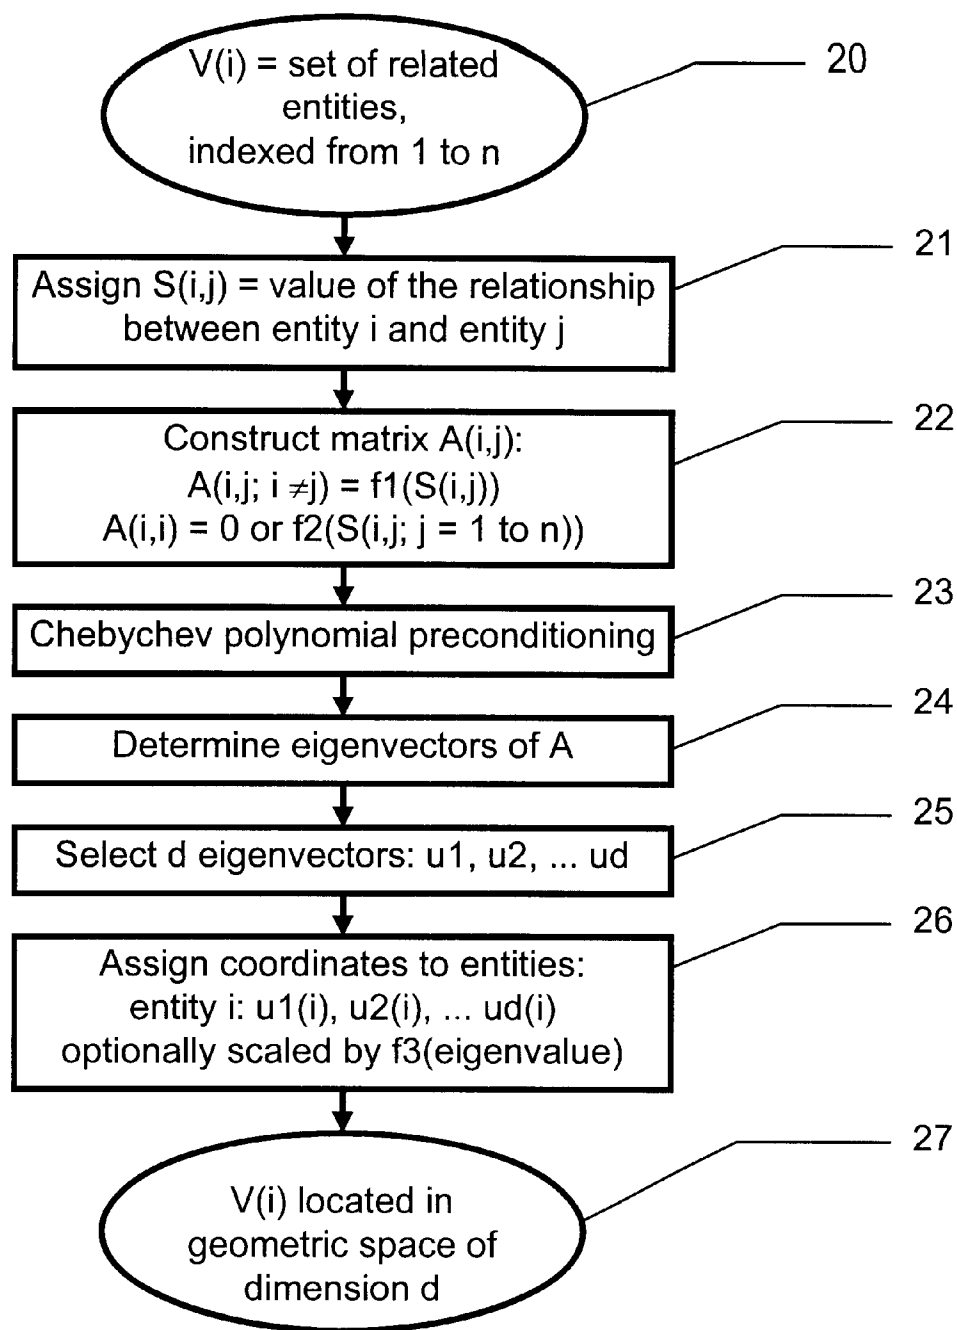 V(i) = set of related
entities,
indexed from 1 to n
20
Assign S(i,j) = value of the relationship
between entity i and entity j
21
Construct matrix A(i,j):
A(i,j; i ≠j) = f1(S(i,j))
A(i,i) = 0 or f2(S(i,j; j = 1 to n))
22
Chebychev polynomial preconditioning
23
Determine eigenvectors of A
24
Select d eigenvectors: u1, u2, ... ud
25
Assign coordinates to entities:
entity i: u1(i), u2(i), ... ud(i)
optionally scaled by f3(eigenvalue)
26
V(i) located in
geometric space of
dimension d
27